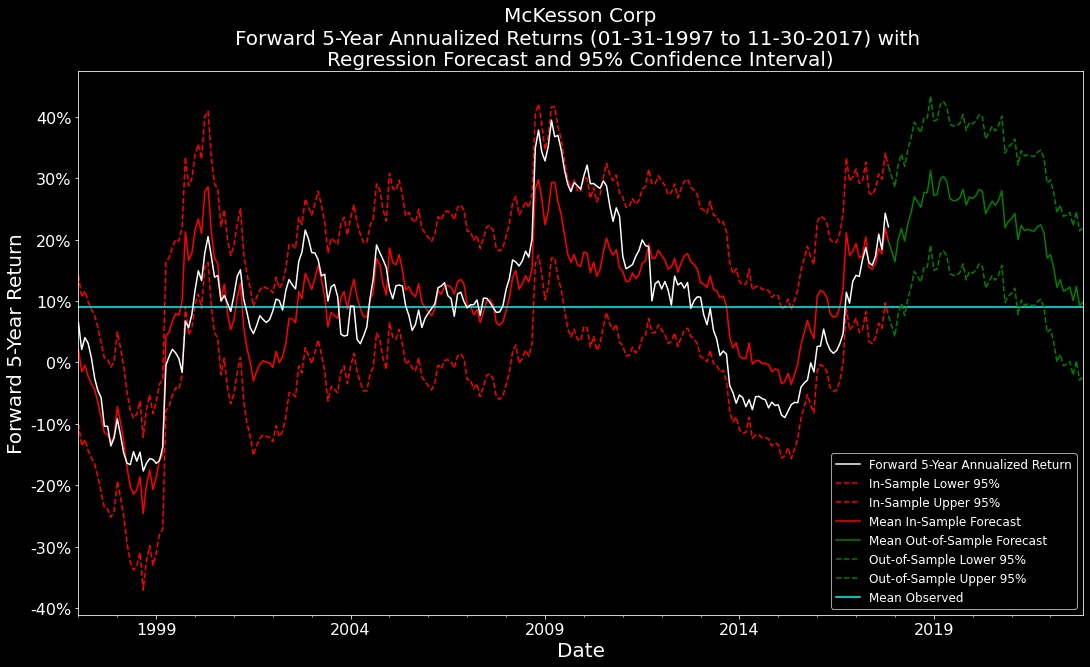 McKesson Corp
Forward 5-Year Annualized Returns (01-31-1997 to 11-30-2017) with
Regression Forecast and 95% Confidence Interval)
Forward 5-Year Return
40%
30%
20%
10%
0%
-10%
-20%
-30%
-40%
Forward 5-Year Annualized Return
In-Sample Lower 95%
In-Sample Upper 95%
Mean In-Sample Forecast
Mean Out-of-Sample Forecast
Out-of-Sample Lower 95%
Out-of-Sample Upper 95%
Mean Observed
1999
2004
2009
2014
2019
Date